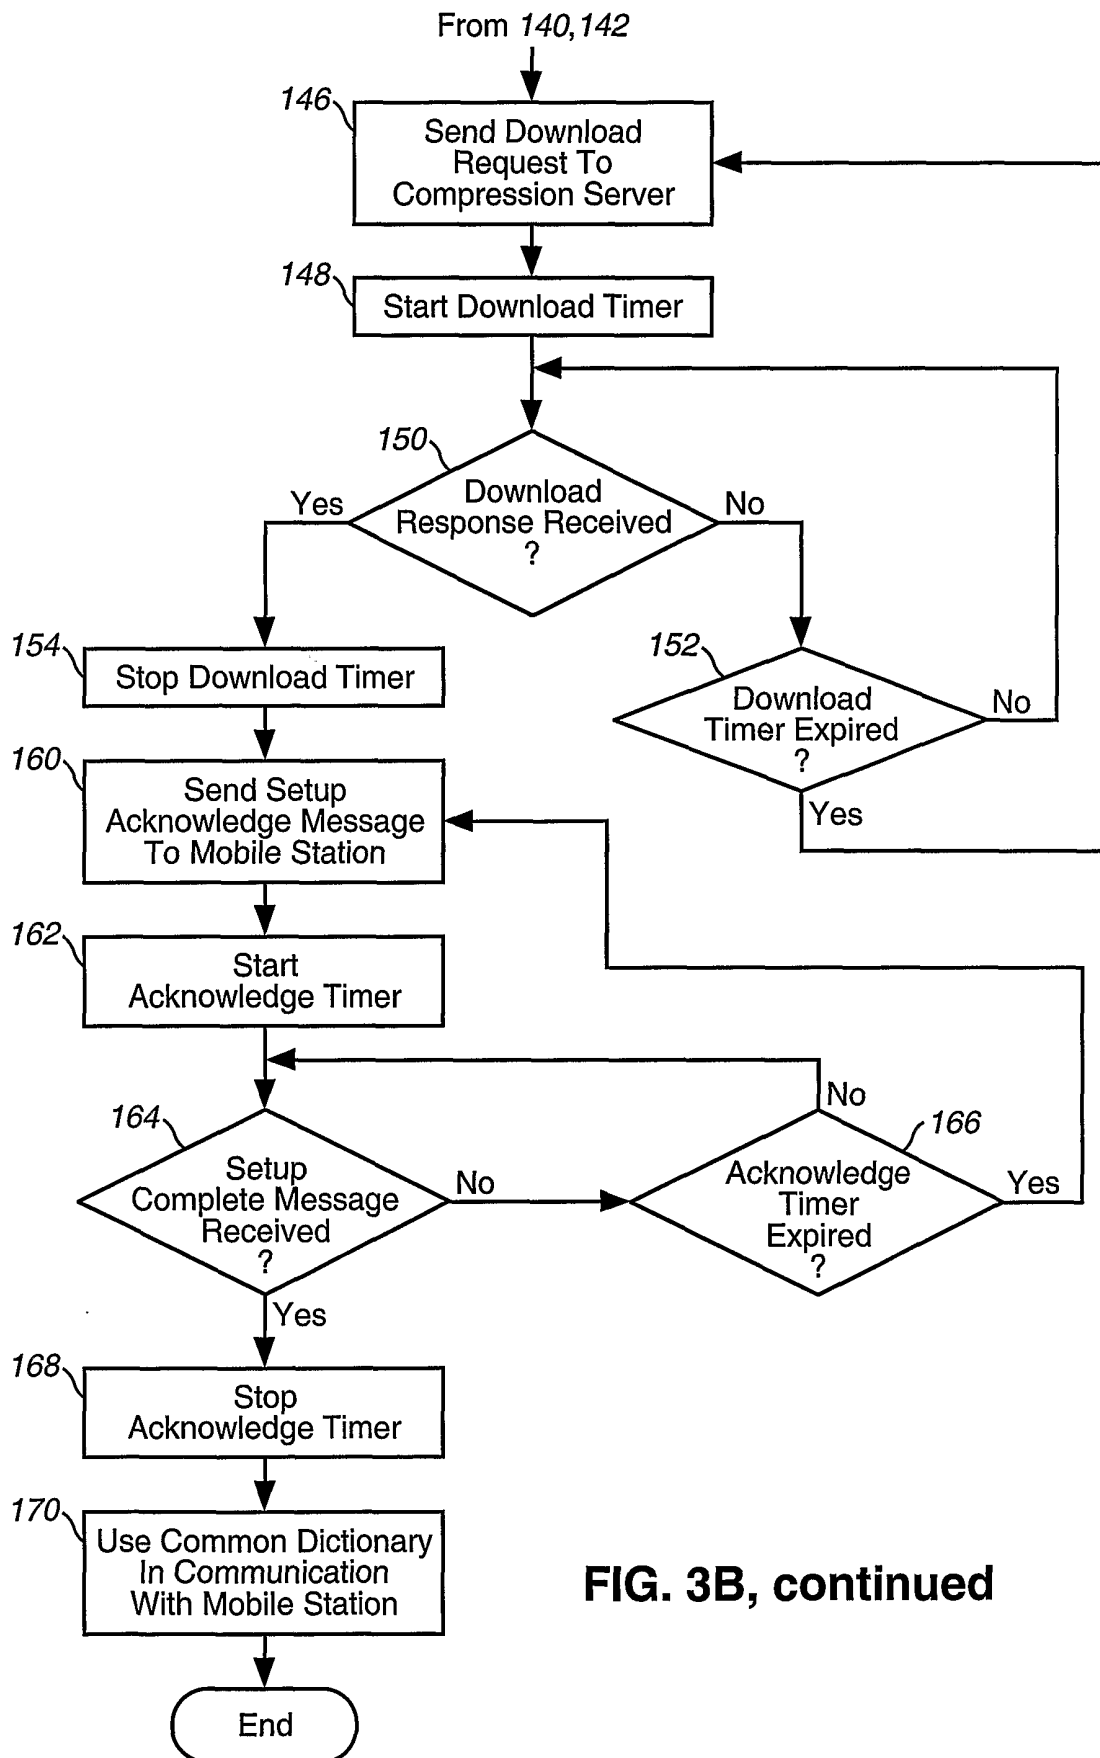 From 140,142
146
Send Download
Request To
Compression Server
148
Start Download Timer
150
Download
Response Received
?
Yes
No
154
Stop Download Timer
152
Download
Timer Expired
?
No
Yes
160
Send Setup
Acknowledge Message
To Mobile Station
162
Start
Acknowledge Timer
164
Setup
Complete Message
Received
?
No
Yes
166
Acknowledge
Timer
Expired
?
No
Yes
168
Stop
Acknowledge Timer
170
Use Common Dictionary
In Communication
With Mobile Station
End
FIG. 3B, continued